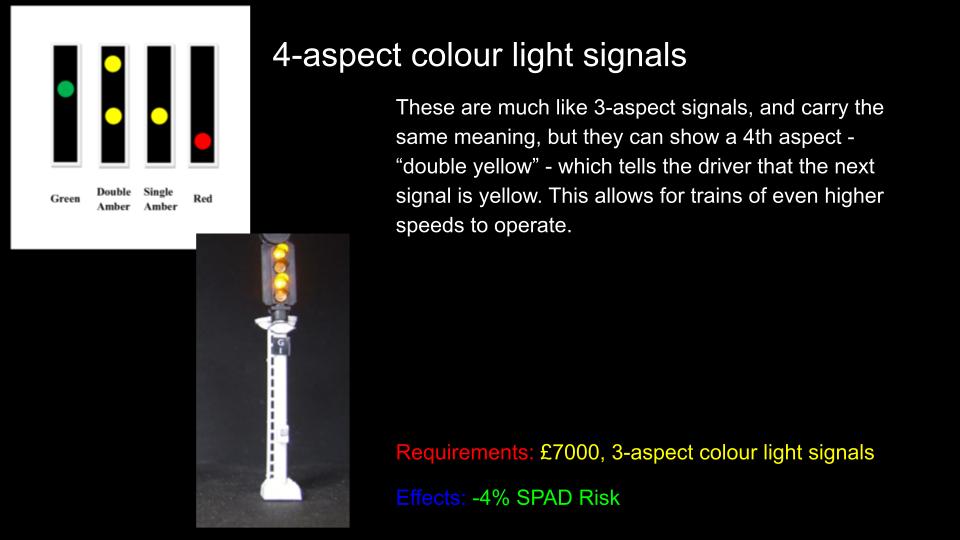 4-aspect colour light signals
Green
Double
Amber
Single
Amber
Red
These are much like 3-aspect signals, and carry the
same meaning, but they can show a 4th aspect -
“double yellow” - which tells the driver that the next
signal is yellow. This allows for trains of even higher
speeds to operate.
G
Requirements: £7000, 3-aspect colour light signals
Effects: -4% SPAD Risk